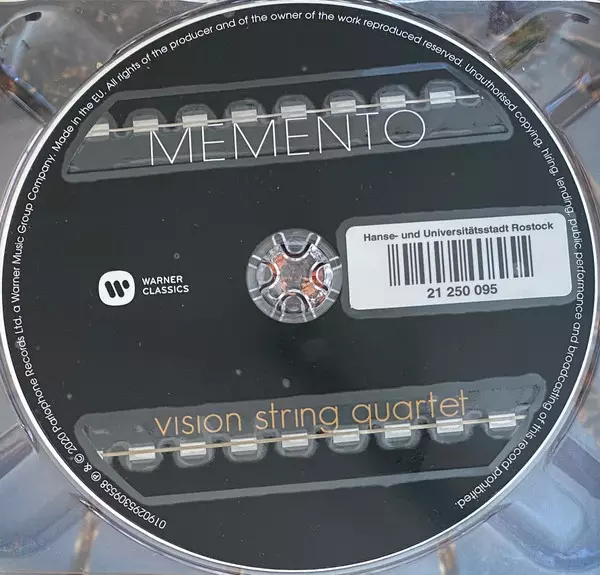 MEMENTO
WARNER
CLASSICS
Hanse- und Universitätsstadt Rostock
21 250 095
vision string quartet
0190295309558 ℗ & © 2020 Parlophone Records Ltd. a Warner Music Group Company. Made in the EU. All rights of the producer and of the owner of the work reproduced reserved. Unauthorised copying, hiring, lending, public performance and broadcasting of this record prohibited.